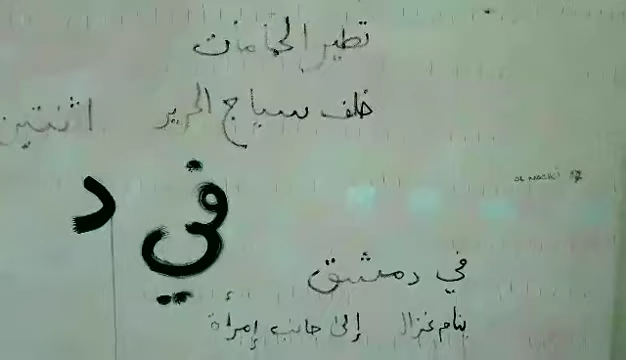 تطير الحمامات
خلف سياج الحرير اثنتين
في د
في دمشق
ينام غزال إلى جانب إمرأة